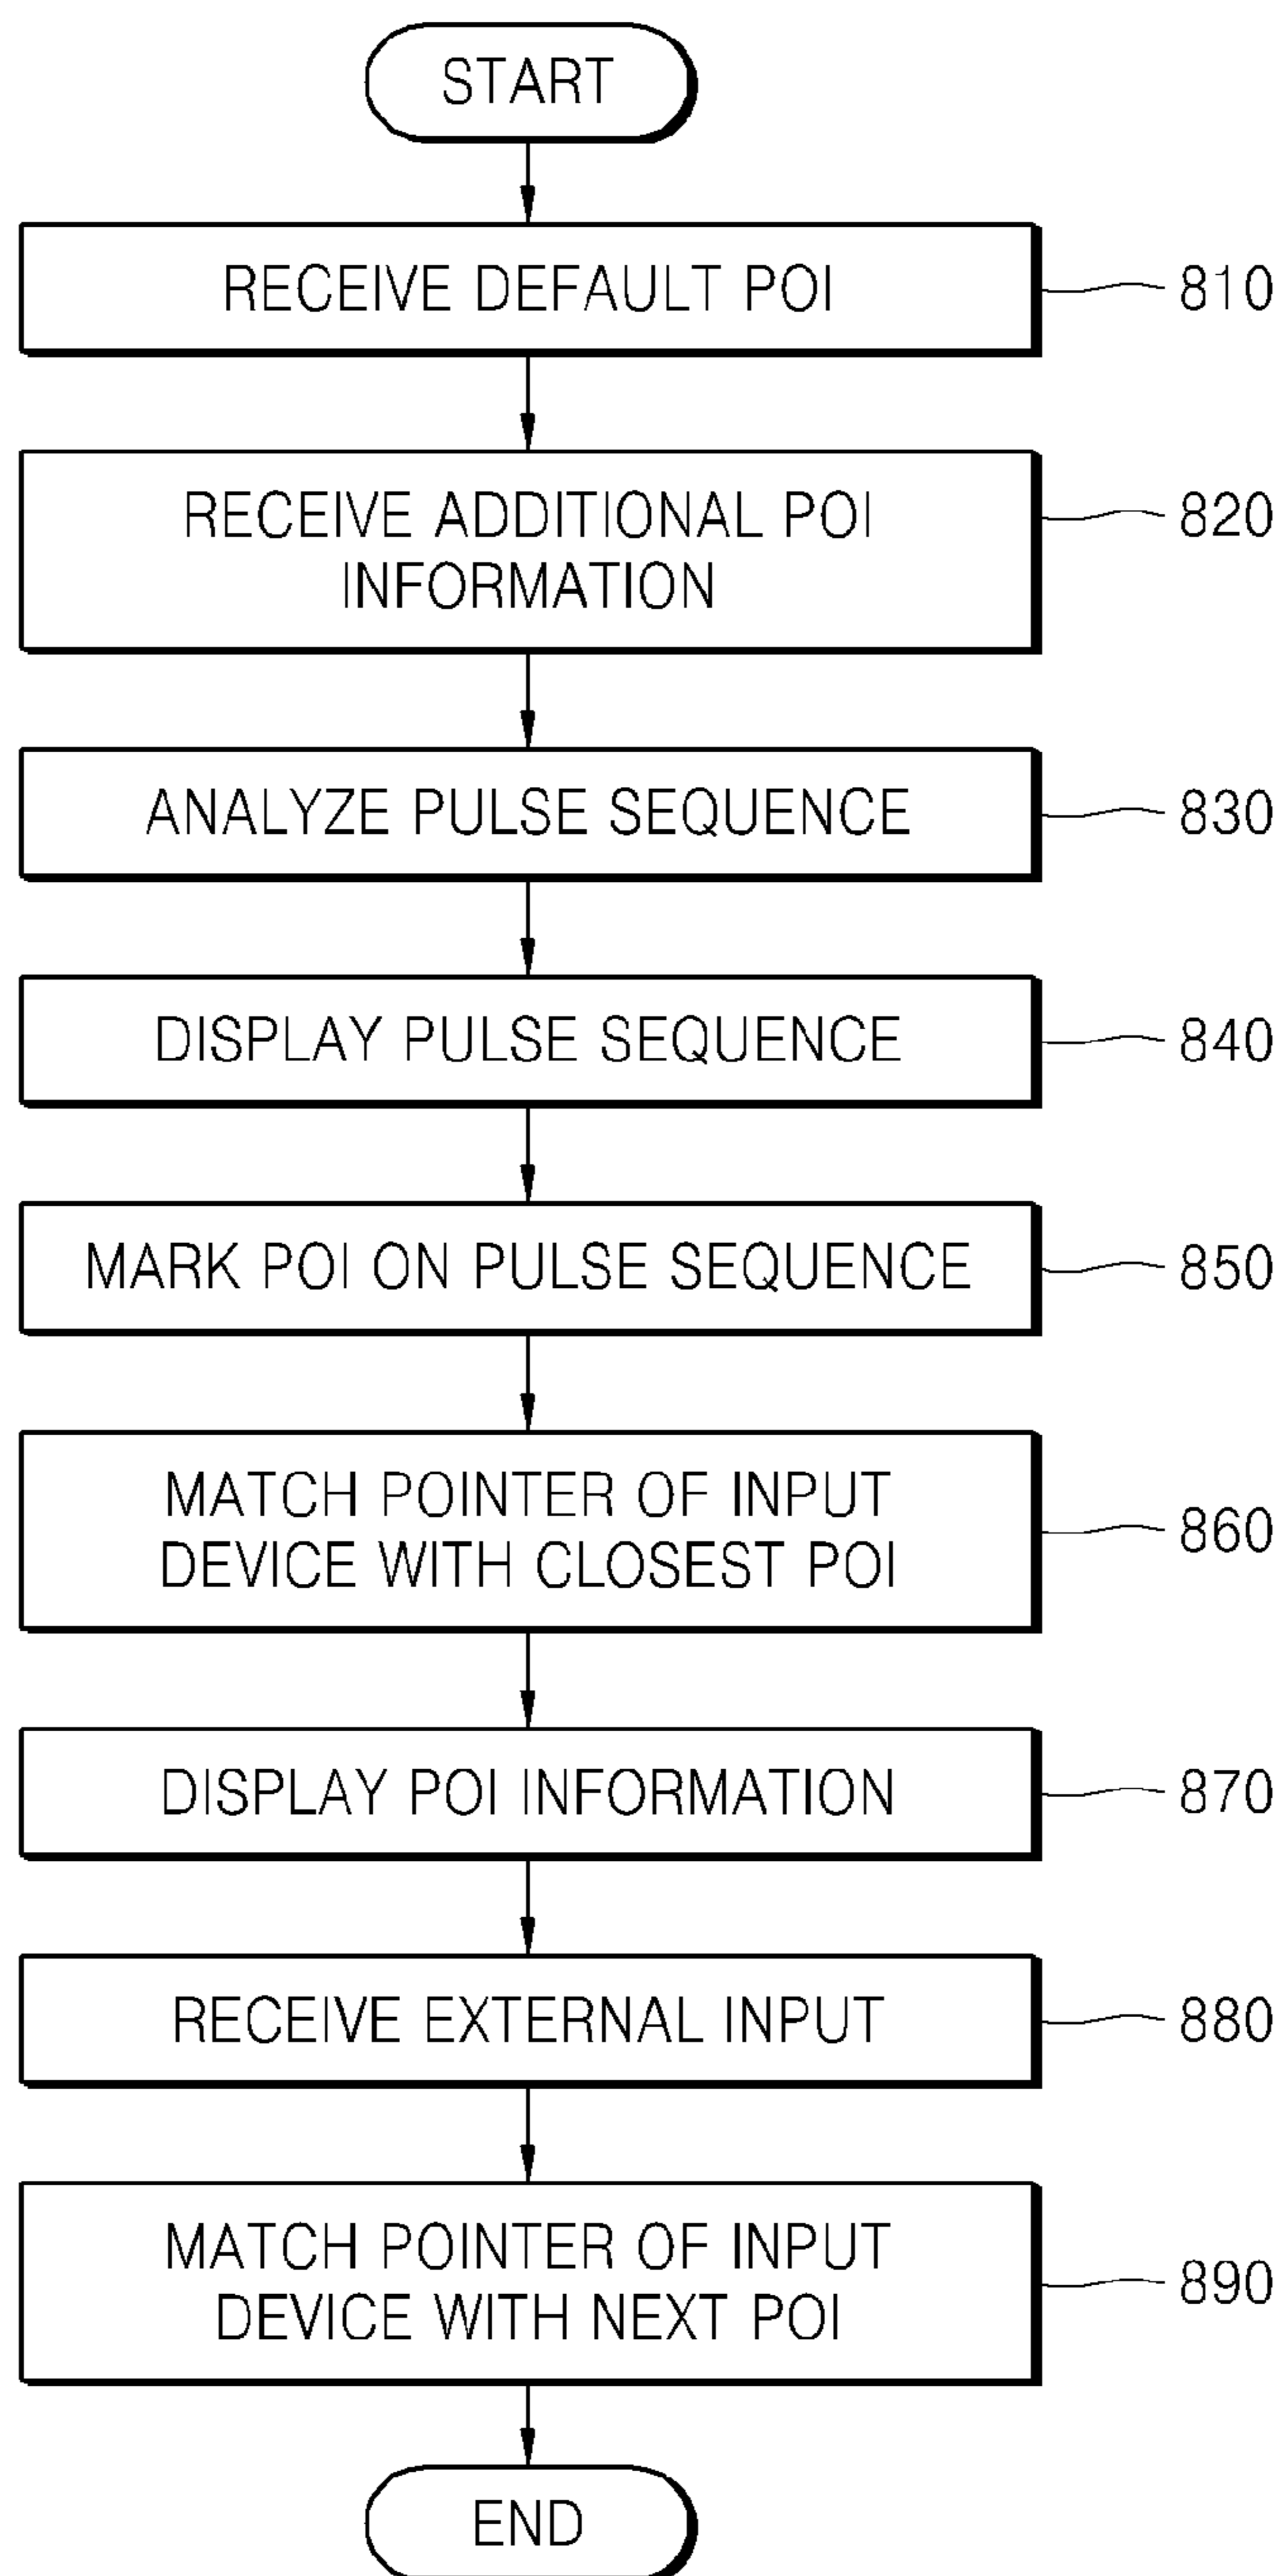 START
RECEIVE DEFAULT POI
810
RECEIVE ADDITIONAL POI
INFORMATION
820
ANALYZE PULSE SEQUENCE
830
DISPLAY PULSE SEQUENCE
840
MARK POI ON PULSE SEQUENCE
850
MATCH POINTER OF INPUT
DEVICE WITH CLOSEST POI
860
DISPLAY POI INFORMATION
870
RECEIVE EXTERNAL INPUT
880
MATCH POINTER OF INPUT
DEVICE WITH NEXT POI
890
END